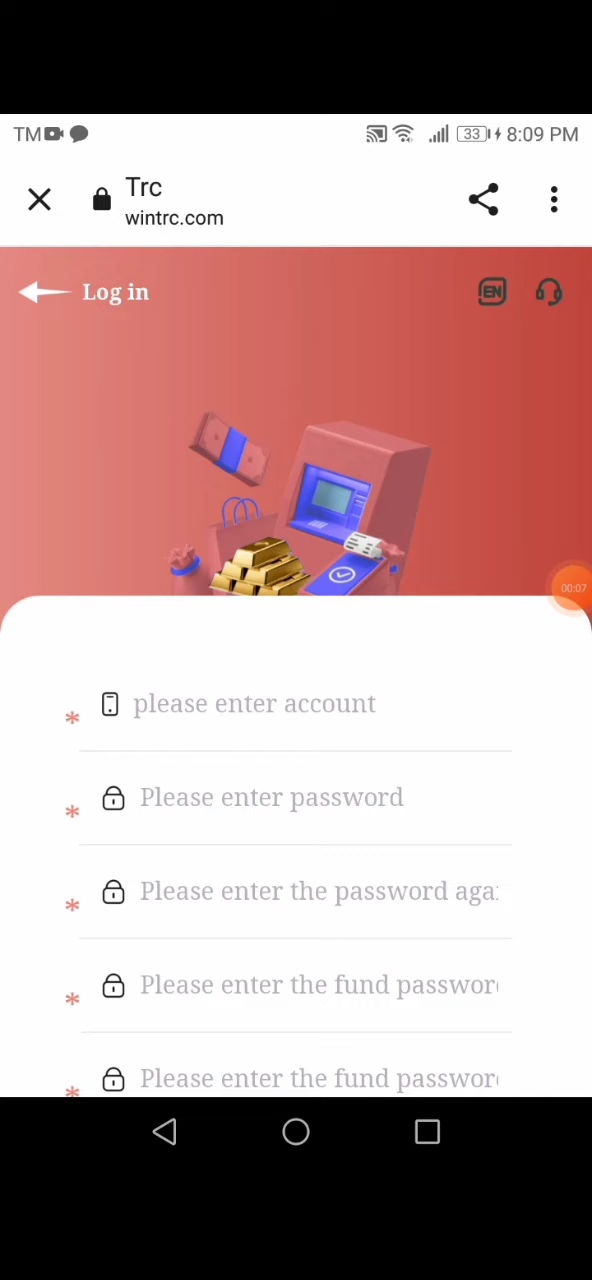 TM 33 8:09 PM
Trc
wintrc.com
Log in EN
00:07
please enter account
* Please enter password
* Please enter the password agai
* Please enter the fund passwor
* Please enter the fund passwor
*